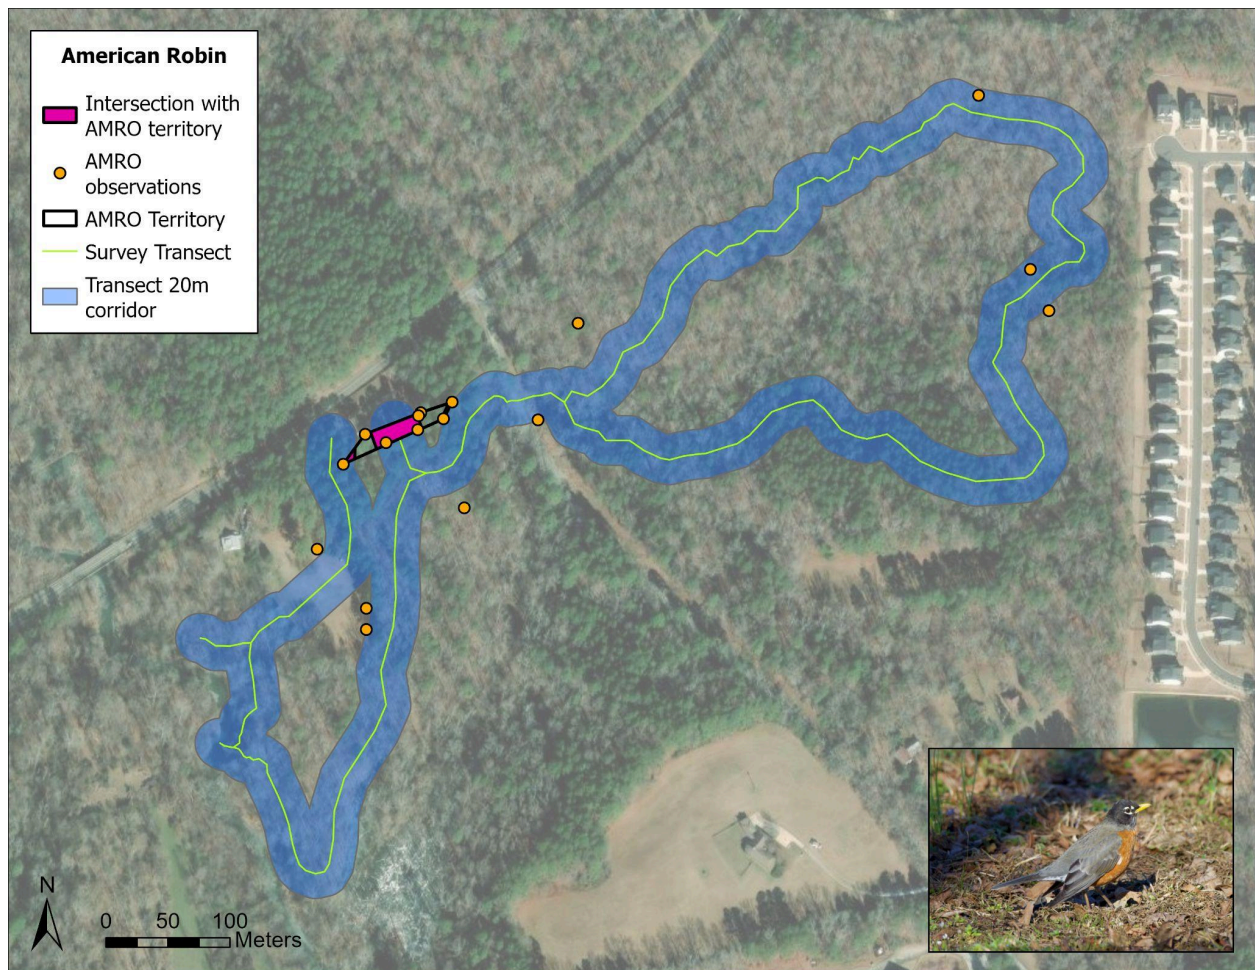 American Robin
Intersection with
AMRO territory
AMRO
observations
AMRO Territory
Survey Transect
Transect 20m
corridor
N
0 50 100
Meters